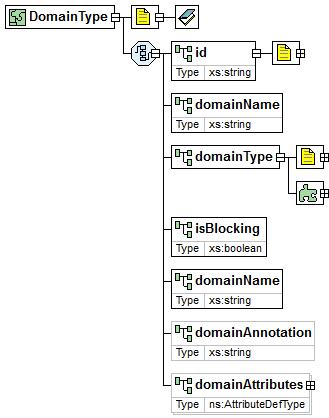 DomainType
id
Type xs:string
domainName
Type xs:string
domainType
isBlocking
Type xs:boolean
domainName
Type xs:string
domainAnnotation
Type xs:string
domainAttributes
Type ns:AttributeDefType